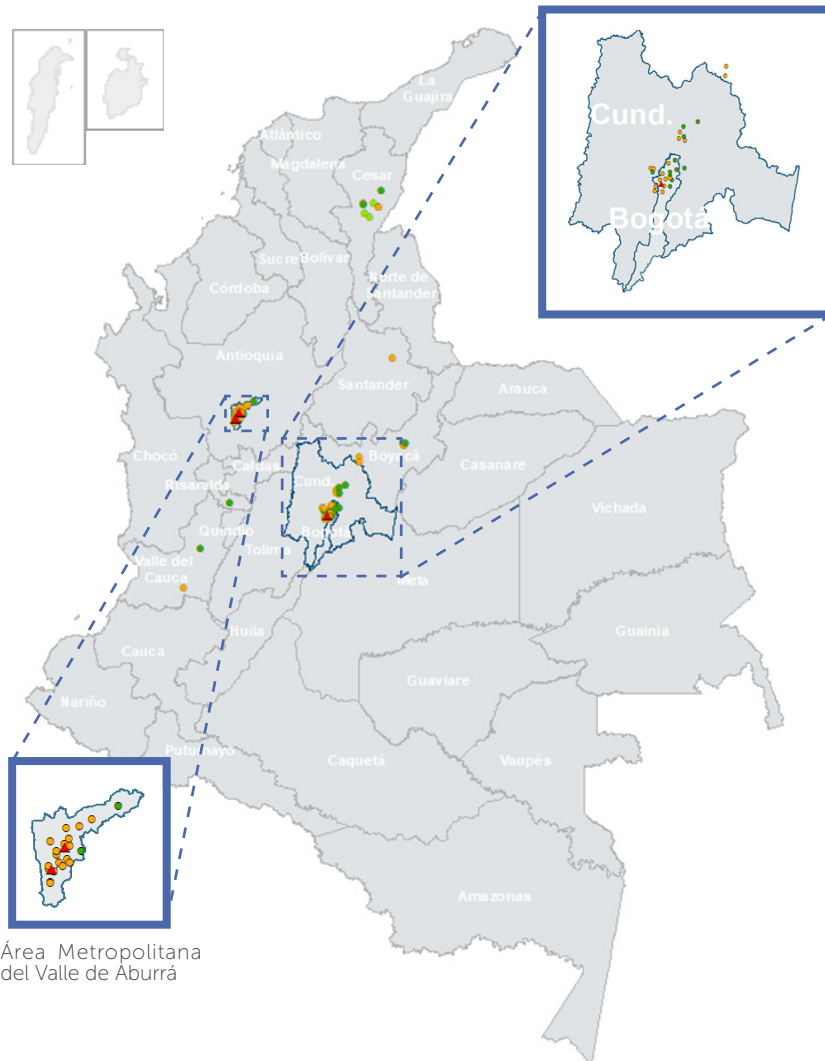 La
Guajira
Atlántico
Magdalena
Cesar
Sucre
Bolívar
Norte de
Santander
Córdoba
Antioquia
Santander
Arauca
Chocó
Caldas
Boyacá
Casanare
Risaralda
Cund.
Vichada
Quindío
Bogotá
Tolima
Valle del
Cauca
Meta
Huila
Guainía
Cauca
Guaviare
Nariño
Putumayo
Caquetá
Vaupés
Amazonas
Cund.
Bogotá
Área Metropolitana
del Valle de Aburrá